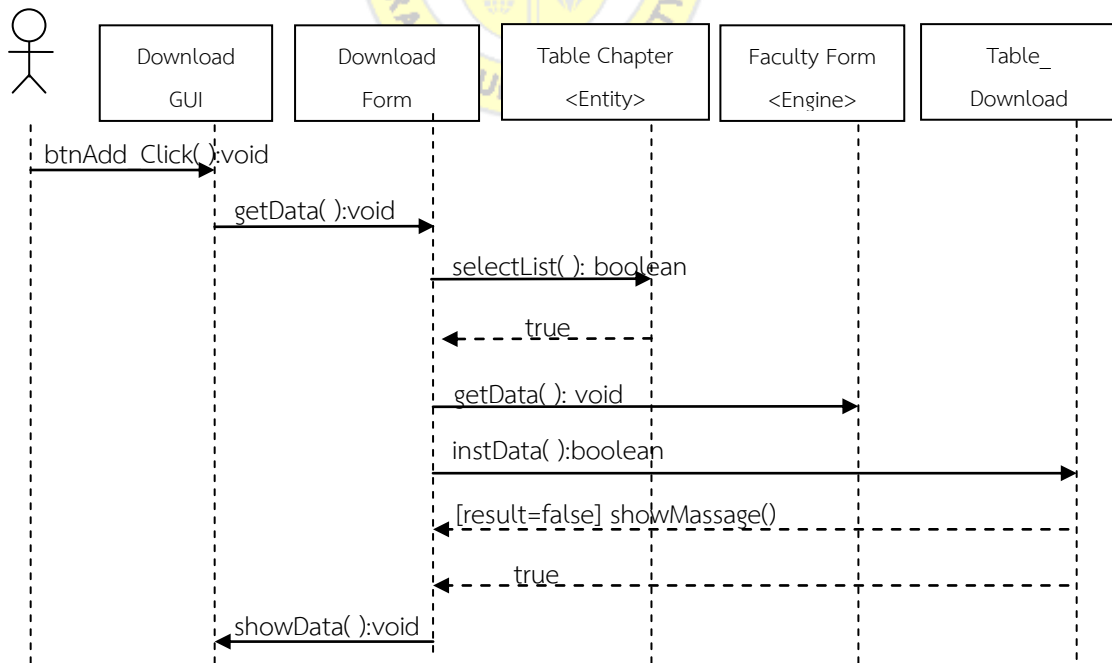 Download
GUI
Download
Form
Table Chapter
<Entity>
Faculty Form
<Engine>
Table_
Download
btnAdd_Click( ):void
getData( ):void
selectList( ): boolean
true
getData( ): void
instData( ):boolean
[result=false] showMassage()
true
showData( ):void